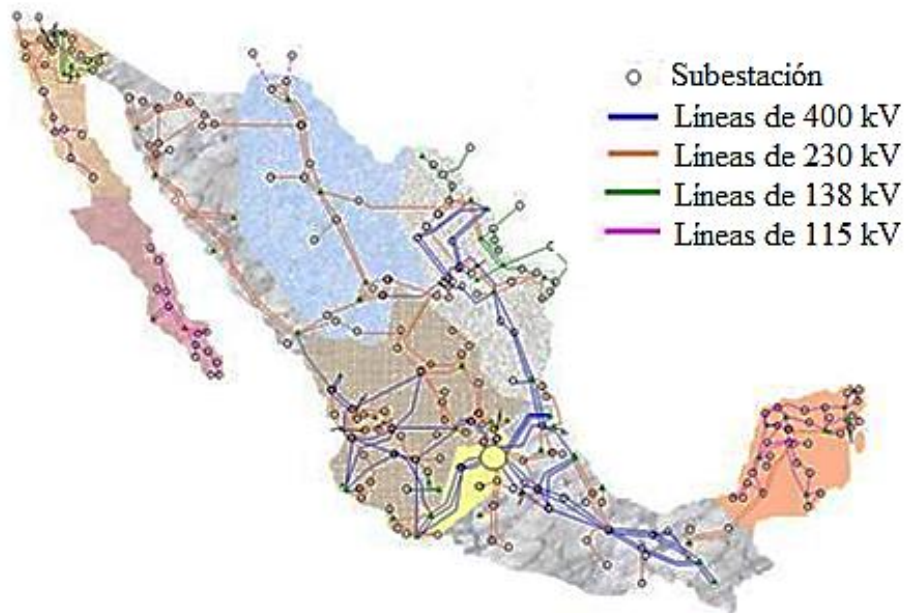 Subestación
Líneas de 400 kV
Líneas de 230 kV
Líneas de 138 kV
Líneas de 115 kV